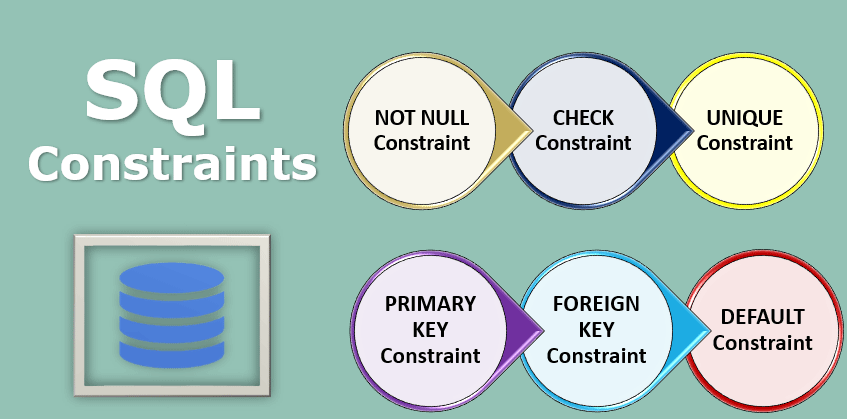 SQL
Constraints
NOT NULL
Constraint
CHECK
Constraint
UNIQUE
Constraint
PRIMARY
KEY
Constraint
FOREIGN
KEY
Constraint
DEFAULT
Constraint